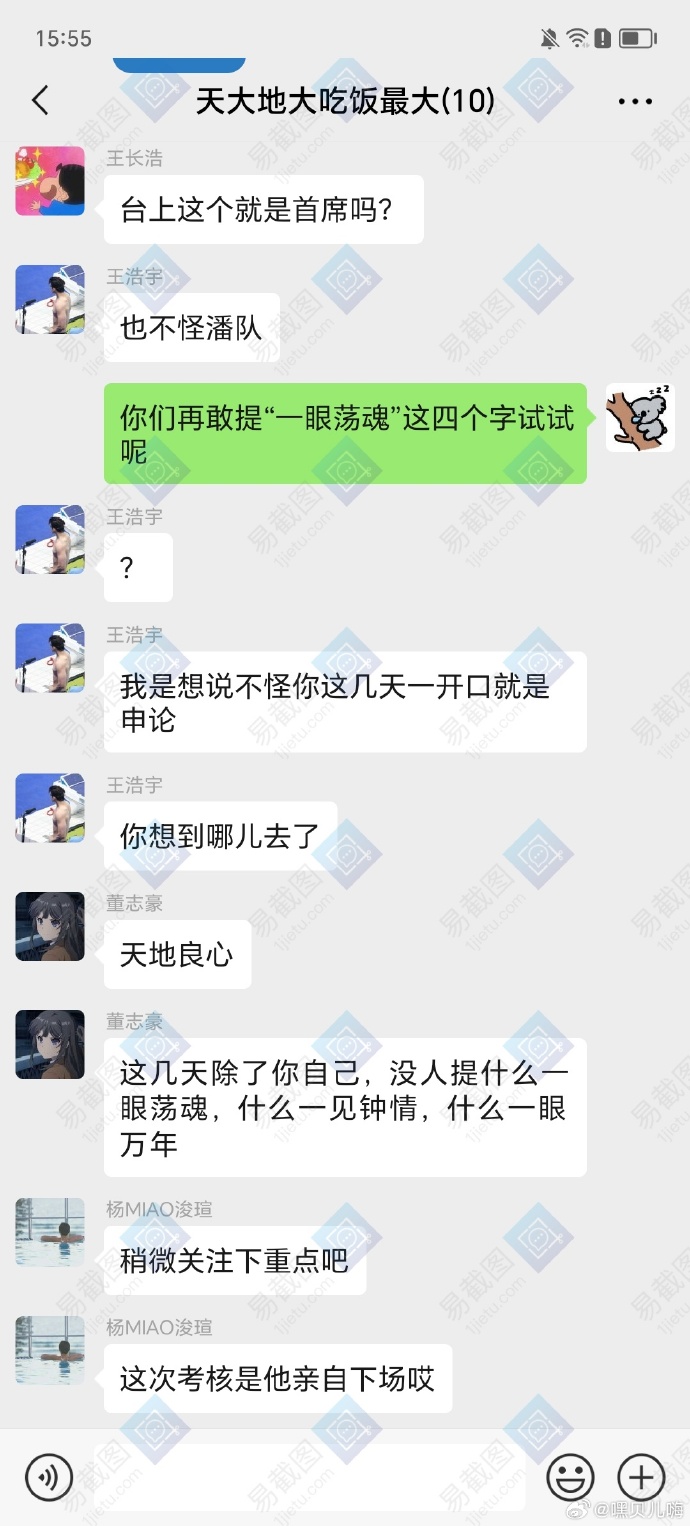 15:55
天大地大吃饭最大(10)
王长浩
台上这个就是首席吗？
王浩宇
也不怪潘队
你们再敢提“一眼荡魂”这四个字试试
呢
王浩宇
？
王浩宇
我是想说不怪你这几天一开口就是
申论
王浩宇
你想到哪儿去了
董志豪
天地良心
董志豪
这几天除了你自己，没人提什么一
眼荡魂，什么一见钟情，什么一眼
万年
杨MIAO浚瑄
稍微关注下重点吧
杨MIAO浚瑄
这次考核是他亲自下场哎
易截图
1jietu.com
@嘿贝儿嗨